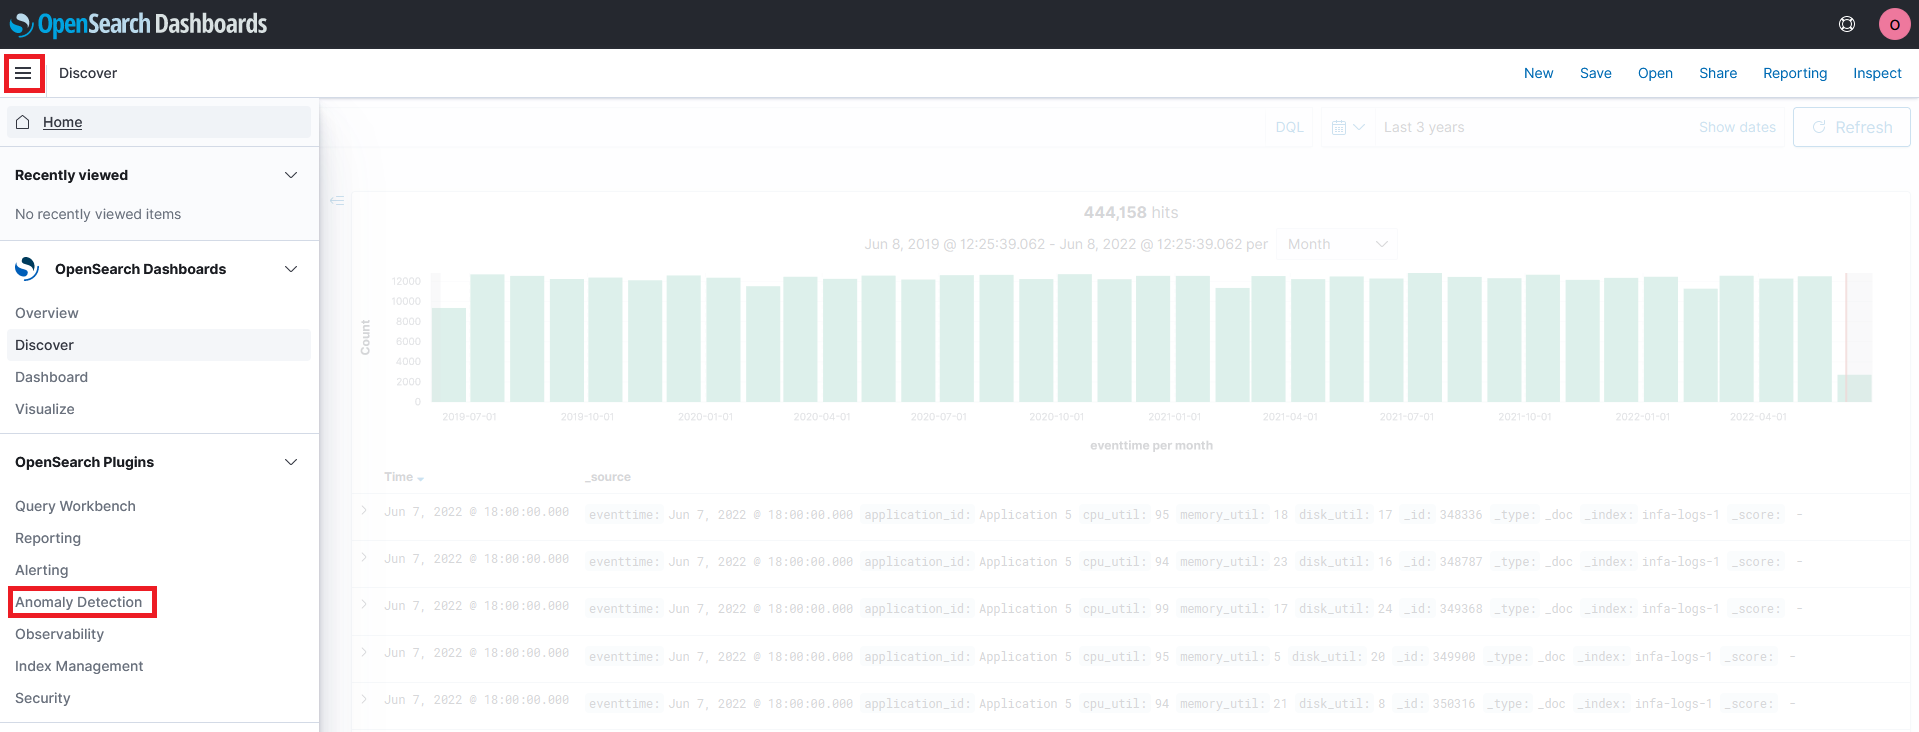 OpenSearch Dashboards
O
Discover
New Save Open Share Reporting Inspect
Home
Recently viewed
No recently viewed items
OpenSearch Dashboards
Overview
Discover
Dashboard
Visualize
OpenSearch Plugins
Query Workbench
Reporting
Alerting
Anomaly Detection
Observability
Index Management
Security
DQL Last 3 years Show dates Refresh
444,158 hits
Jun 8, 2019 @ 12:25:39.062 - Jun 8, 2022 @ 12:25:39.062 per Month
Count
12000
10000
8000
6000
4000
2000
0
2019-07-01 2019-10-01 2020-01-01 2020-04-01 2020-07-01 2020-10-01 2021-01-01 2021-04-01 2021-07-01 2021-10-01 2022-01-01 2022-04-01
eventtime per month
Time _source
Jun 7, 2022 @ 18:00:00.000 eventtime: Jun 7, 2022 @ 18:00:00.000 application_id: Application 5 cpu_util: 95 memory_util: 18 disk_util: 17 _id: 348336 _type: _doc _index: infa-logs-1 _score: -
Jun 7, 2022 @ 18:00:00.000 eventtime: Jun 7, 2022 @ 18:00:00.000 application_id: Application 5 cpu_util: 94 memory_util: 23 disk_util: 16 _id: 348787 _type: _doc _index: infa-logs-1 _score: -
Jun 7, 2022 @ 18:00:00.000 eventtime: Jun 7, 2022 @ 18:00:00.000 application_id: Application 5 cpu_util: 99 memory_util: 17 disk_util: 24 _id: 349368 _type: _doc _index: infa-logs-1 _score: -
Jun 7, 2022 @ 18:00:00.000 eventtime: Jun 7, 2022 @ 18:00:00.000 application_id: Application 5 cpu_util: 95 memory_util: 5 disk_util: 20 _id: 349900 _type: _doc _index: infa-logs-1 _score: -
Jun 7, 2022 @ 18:00:00.000 eventtime: Jun 7, 2022 @ 18:00:00.000 application_id: Application 5 cpu_util: 94 memory_util: 21 disk_util: 8 _id: 350316 _type: _doc _index: infa-logs-1 _score: -